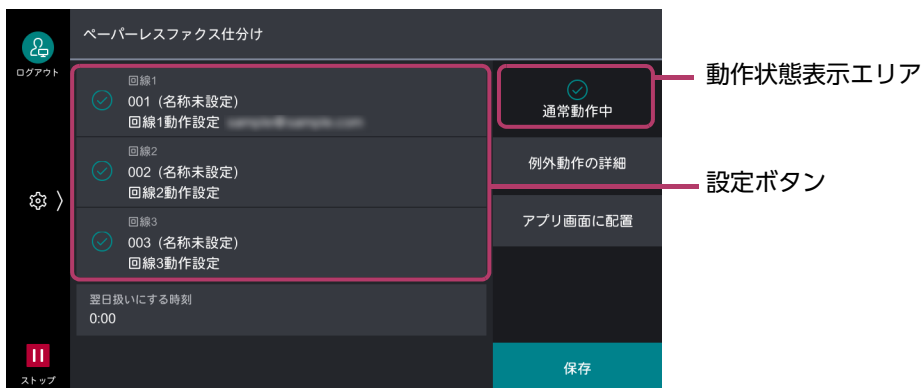 ペーパーレスファクス仕分け
ログアウト
回線1
001 (名称未設定)
回線1動作設定
回線2
002 (名称未設定)
回線2動作設定
回線3
003 (名称未設定)
回線3動作設定
翌日扱いにする時刻
0:00
通常動作中
例外動作の詳細
アプリ画面に配置
保存
ストップ
動作状態表示エリア
設定ボタン